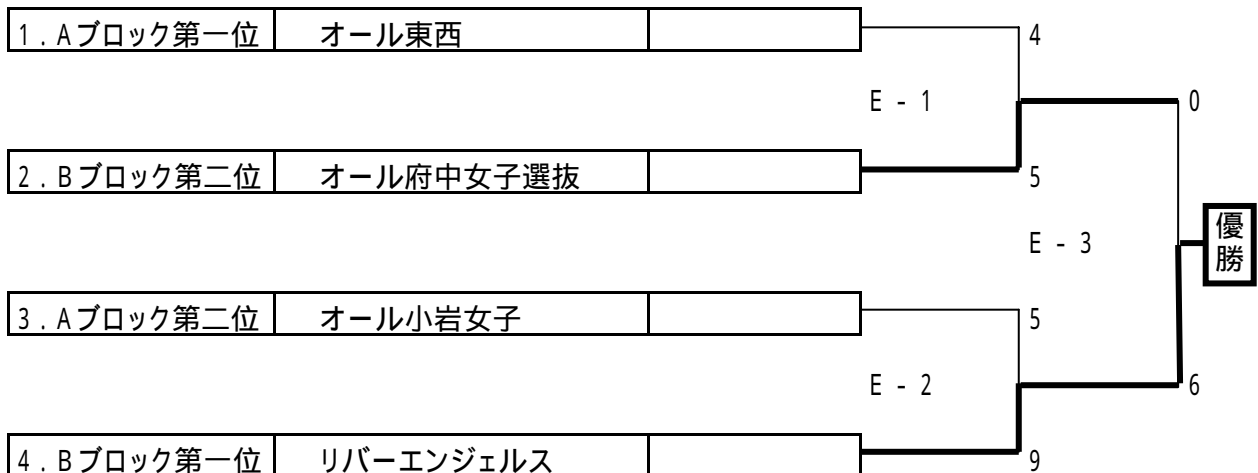 1.Aブロック第一位 オール東西
4
E - 1
0
2.Bブロック第二位 オール府中女子選抜
5
E - 3
優勝
3.Aブロック第二位 オール小岩女子
5
E - 2
6
4.Bブロック第一位 リバーエンジェルス
9